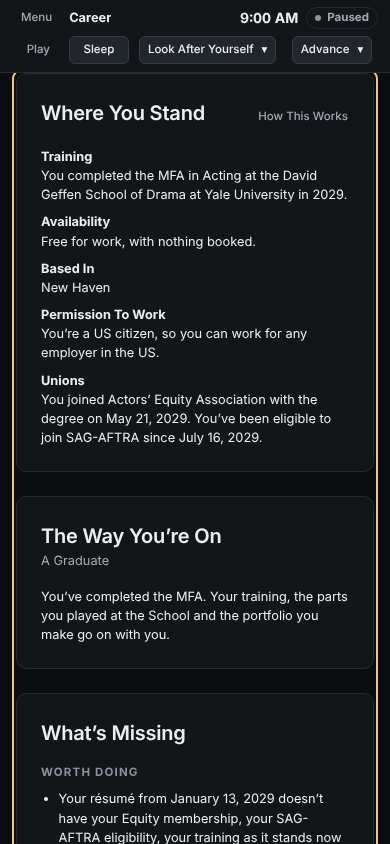 Menu Career 9:00 AM Paused
Play Sleep Look After Yourself ▾ Advance ▾
Where You Stand How This Works
Training
You completed the MFA in Acting at the David
Geffen School of Drama at Yale University in 2029.
Availability
Free for work, with nothing booked.
Based In
New Haven
Permission To Work
You’re a US citizen, so you can work for any
employer in the US.
Unions
You joined Actors’ Equity Association with the
degree on May 21, 2029. You’ve been eligible to
join SAG-AFTRA since July 16, 2029.
The Way You’re On
A Graduate
You’ve completed the MFA. Your training, the parts
you played at the School and the portfolio you
make go on with you.
What’s Missing
WORTH DOING
• Your résumé from January 13, 2029 doesn’t
have your Equity membership, your SAG-
AFTRA eligibility, your training as it stands now